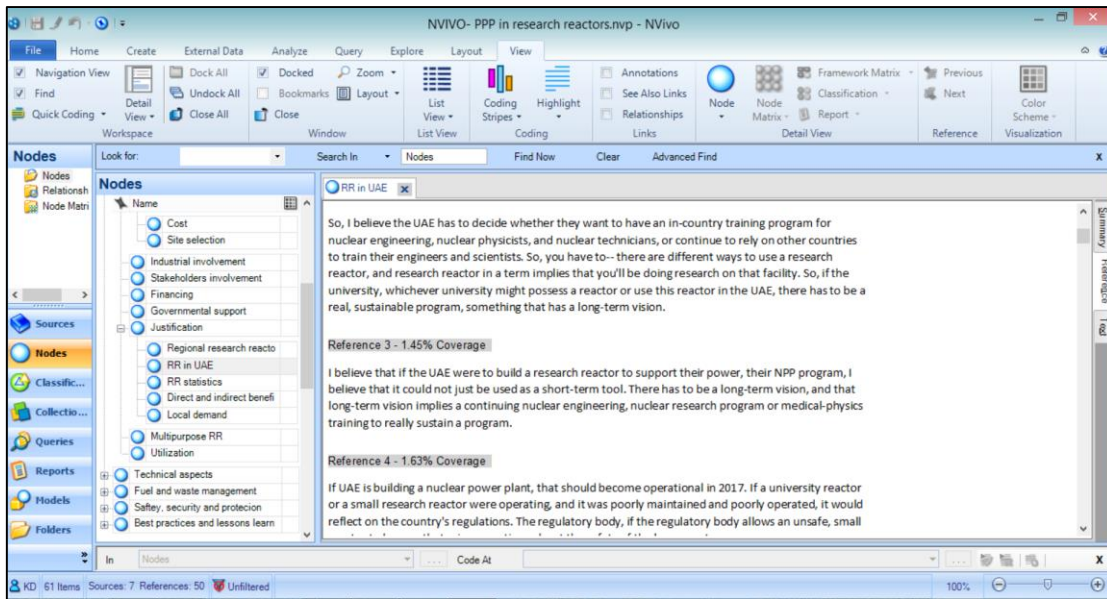 NVIVO- PPP in research reactors.nvp - NVivo
File Home Create External Data Analyze Query Explore Layout View
Navigation View
Find
Quick Coding
Detail View
Workspace
Dock All
Undock All
Close All
Docked
Bookmarks
Close
Zoom
Layout
Window
List View
List View
Coding Stripes
Highlight
Coding
Annotations
See Also Links
Relationships
Links
Node
Node Matrix
Framework Matrix
Classification
Report
Detail View
Previous
Next
Reference
Color Scheme
Visualization
Nodes
Nodes
Relationsh
Node Matri
Look for: Search In Nodes Find Now Clear Advanced Find X
Nodes
Name
Cost
Site selection
Industrial involvement
Stakeholders involvement
Financing
Governmental support
Justification
Regional research reacto
RR in UAE
RR statistics
Direct and indirect benefi
Local demand
Multipurpose RR
Utilization
Technical aspects
Fuel and waste management
Saftey, security and protecion
Best practices and lessons learn
Sources
Nodes
Classific...
Collectio...
Queries
Reports
Models
Folders
RR in UAE
So, I believe the UAE has to decide whether they want to have an in-country training program for
nuclear engineering, nuclear physicists, and nuclear technicians, or continue to rely on other countries
to train their engineers and scientists. So, you have to-- there are different ways to use a research
reactor, and research reactor in a term implies that you'll be doing research on that facility. So, if the
university, whichever university might possess a reactor or use this reactor in the UAE, there has to be a
real, sustainable program, something that has a long-term vision.
Reference 3 - 1.45% Coverage
I believe that if the UAE were to build a research reactor to support their power, their NPP program, I
believe that it could not just be used as a short-term tool. There has to be a long-term vision, and that
long-term vision implies a continuing nuclear engineering, nuclear research program or medical-physics
training to really sustain a program.
Reference 4 - 1.63% Coverage
If UAE is building a nuclear power plant, that should become operational in 2017. If a university reactor
or a small research reactor were operating, and it was poorly maintained and poorly operated, it would
reflect on the country's regulations. The regulatory body, if the regulatory body allows an unsafe, small
Summary
Reference
In Nodes ... Code At ... X
KD 61 Items Sources: 7 References: 50 Unfiltered 100%